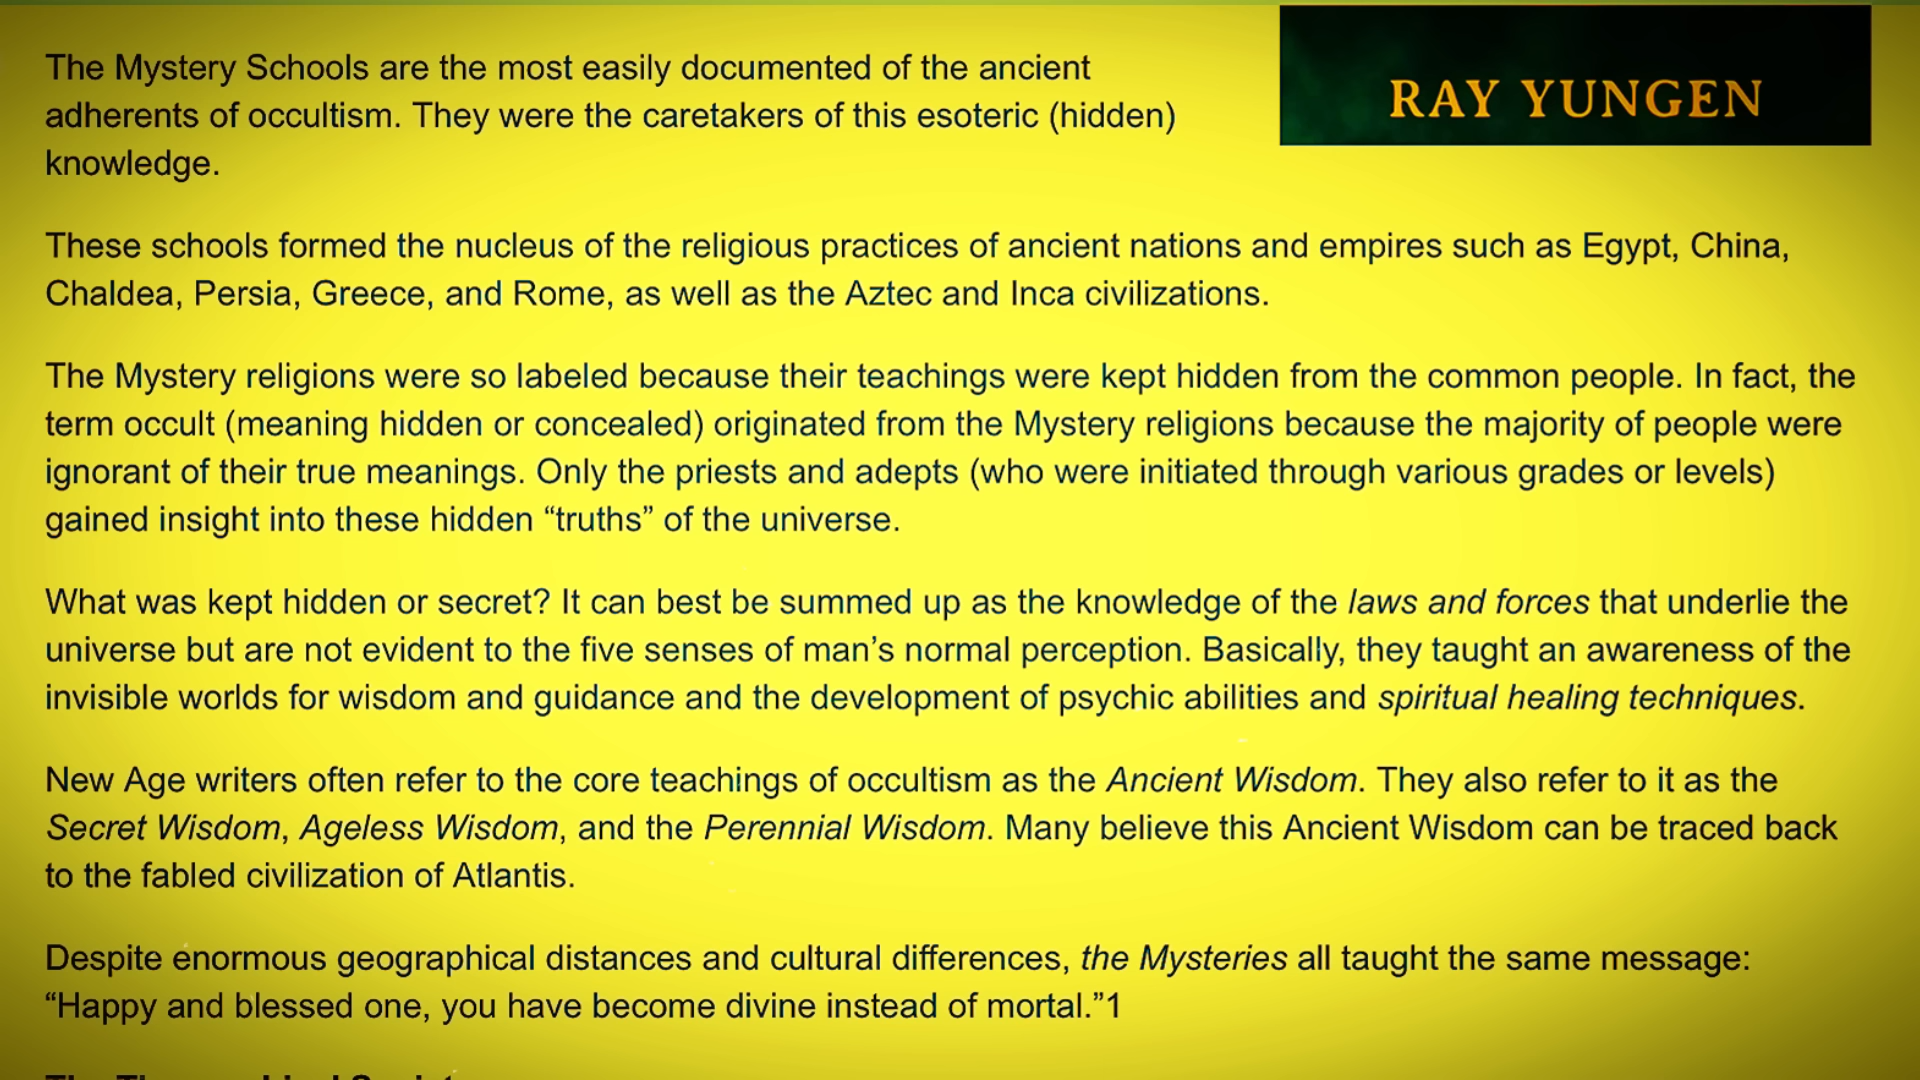 The Mystery Schools are the most easily documented of the ancient
adherents of occultism. They were the caretakers of this esoteric (hidden)
knowledge.
RAY YUNGEN
These schools formed the nucleus of the religious practices of ancient nations and empires such as Egypt, China,
Chaldea, Persia, Greece, and Rome, as well as the Aztec and Inca civilizations.
The Mystery religions were so labeled because their teachings were kept hidden from the common people. In fact, the
term occult (meaning hidden or concealed) originated from the Mystery religions because the majority of people were
ignorant of their true meanings. Only the priests and adepts (who were initiated through various grades or levels)
gained insight into these hidden “truths” of the universe.
What was kept hidden or secret? It can best be summed up as the knowledge of the laws and forces that underlie the
universe but are not evident to the five senses of man’s normal perception. Basically, they taught an awareness of the
invisible worlds for wisdom and guidance and the development of psychic abilities and spiritual healing techniques.
New Age writers often refer to the core teachings of occultism as the Ancient Wisdom. They also refer to it as the
Secret Wisdom, Ageless Wisdom, and the Perennial Wisdom. Many believe this Ancient Wisdom can be traced back
to the fabled civilization of Atlantis.
Despite enormous geographical distances and cultural differences, the Mysteries all taught the same message:
“Happy and blessed one, you have become divine instead of mortal.”1